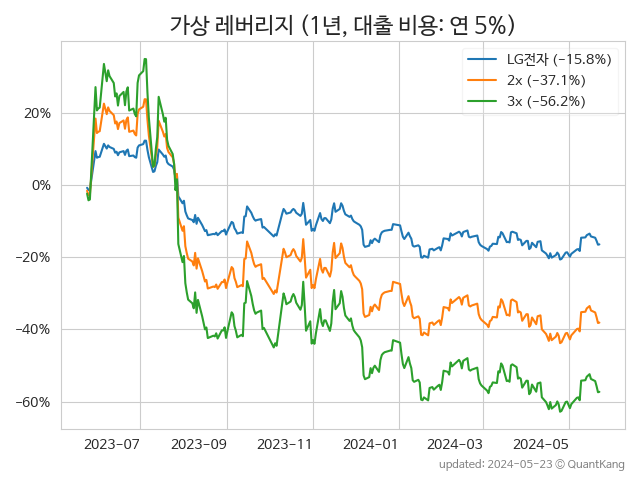 가상 레버리지 (1년, 대출 비용: 연 5%)
LG전자 (−15.8%)
2x (−37.1%)
3x (−56.2%)
20%
0%
−20%
−40%
−60%
2023-07 2023-09 2023-11 2024-01 2024-03 2024-05
updated: 2024-05-23 © QuantKang